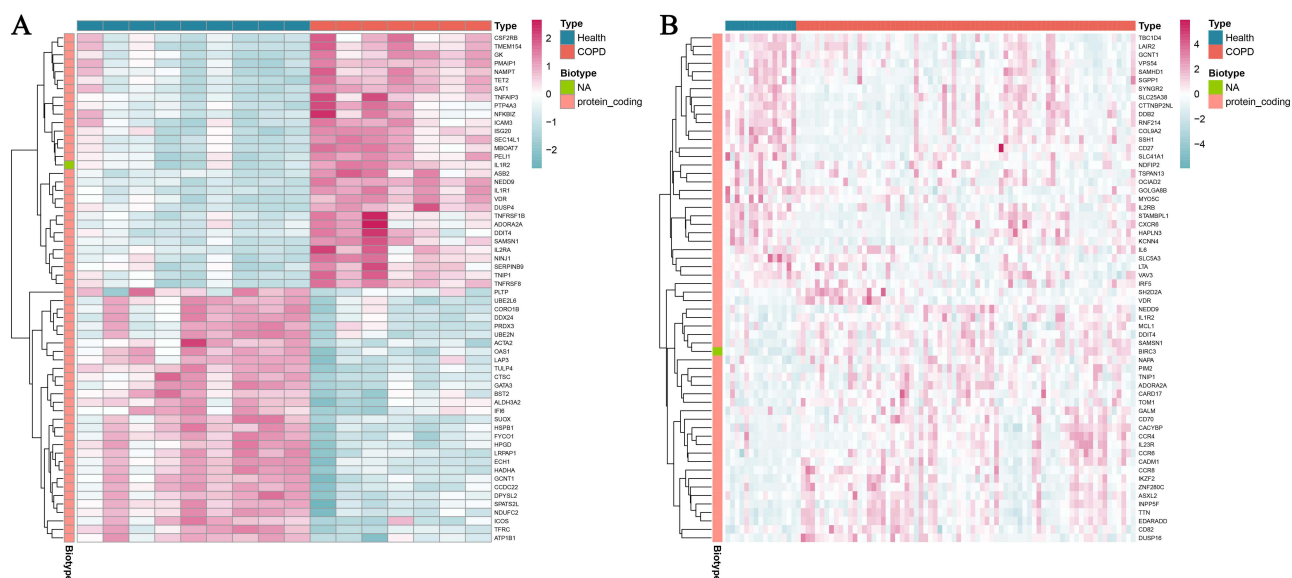 A
Type
CSF2RB
TMEM154
GK
PMAIP1
NAMPT
TET2
SAT1
TNFAIP3
PTP4A3
NFKBIZ
ICAM3
ISG20
SEC14L1
MBOAT7
PELI1
IL1R2
ASB2
NEDD9
IL1R1
VDR
DUSP4
TNFRSF1B
ADORA2A
DDIT4
SAMSN1
IL2RA
NINJ1
SERPINB9
TNIP1
TNFRSF8
PLTP
UBE2L6
CORO1B
DDX24
PRDX3
UBE2N
ACTA2
OAS1
LAP3
TULP4
CTSC
GATA3
BST2
ALDH3A2
IFI6
SUOX
HSPB1
FYCO1
HPGD
LRPAP1
ECH1
HADHA
GCNT1
CCDC22
DPYSL2
SPATS2L
NDUFC2
ICOS
TFRC
ATP1B1
Biotype
2
1
0
−1
−2
Type
Health
COPD
Biotype
NA
protein_coding
B
Type
TBC1D4
LAIR2
GCNT1
VPS54
SAMHD1
SGPP1
SYNGR2
SLC25A38
CTTNBP2NL
DDB2
RNF214
COL9A2
SSH1
CD27
SLC41A1
NDFIP2
TSPAN13
OCIAD2
GOLGA8B
MYO5C
IL2RB
STAMBPL1
CXCR6
HAPLN3
KCNN4
IL6
SLC5A3
LTA
VAV3
IRF5
SH2D2A
VDR
NEDD9
IL1R2
MCL1
DDIT4
SAMSN1
BIRC3
NAPA
PIM2
TNIP1
ADORA2A
CARD17
TOM1
GALM
CD70
CACYBP
CCR4
IL23R
CCR6
CADM1
CCR8
IKZF2
ZNF280C
ASXL2
INPP5F
TTN
EDARADD
CD82
DUSP16
Biotype
4
2
0
−2
−4
Type
Health
COPD
Biotype
NA
protein_coding